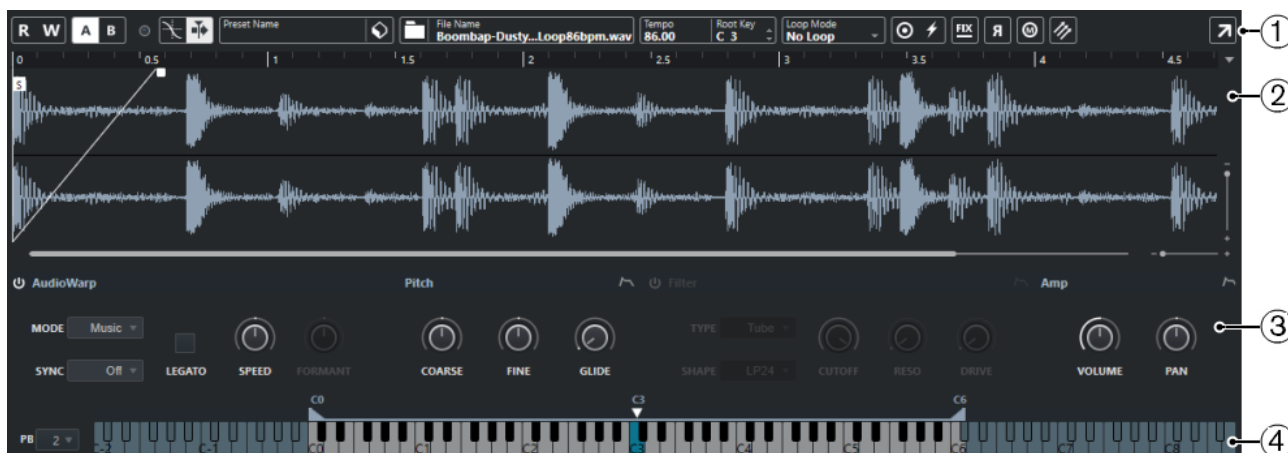 R W A B Preset Name File Name Tempo Root Key Loop Mode FIX R M 1
Boombap-Dusty...Loop86bpm.wav 86.00 C 3 No Loop
0 0.5 1 1.5 2 2.5 3 3.5 4 4.5
S 2
AudioWarp Pitch Filter Amp
MODE Music TYPE Tube 3
SYNC Off LEGATO SPEED FORMANT COARSE FINE GLIDE SHAPE LP24 CUTOFF RESO DRIVE VOLUME PAN
C0 C3 C6
PB 2 C-2 C-1 C0 C1 C2 C3 C4 C5 C6 C7 C8 4